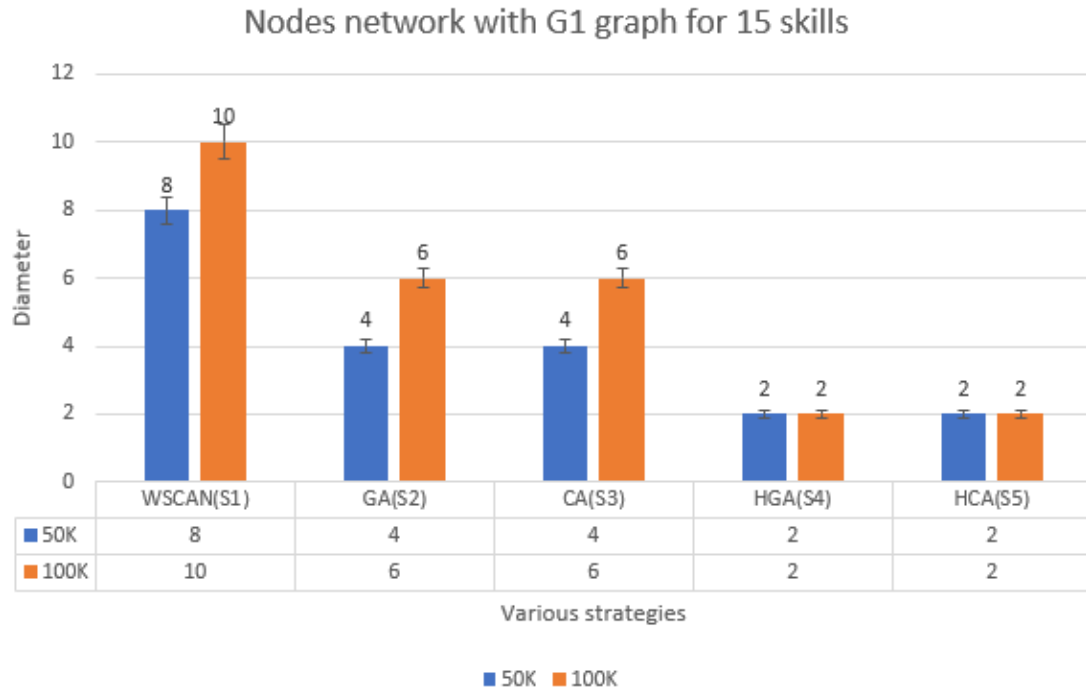 Nodes network with G1 graph for 15 skills
12
10
8
6
4
2
0
Diameter
8
10
4
6
4
6
2
2
2
2
WSCAN(S1) GA(S2) CA(S3) HGA(S4) HCA(S5)
50K 8 4 4 2 2
100K 10 6 6 2 2
Various strategies
50K 100K